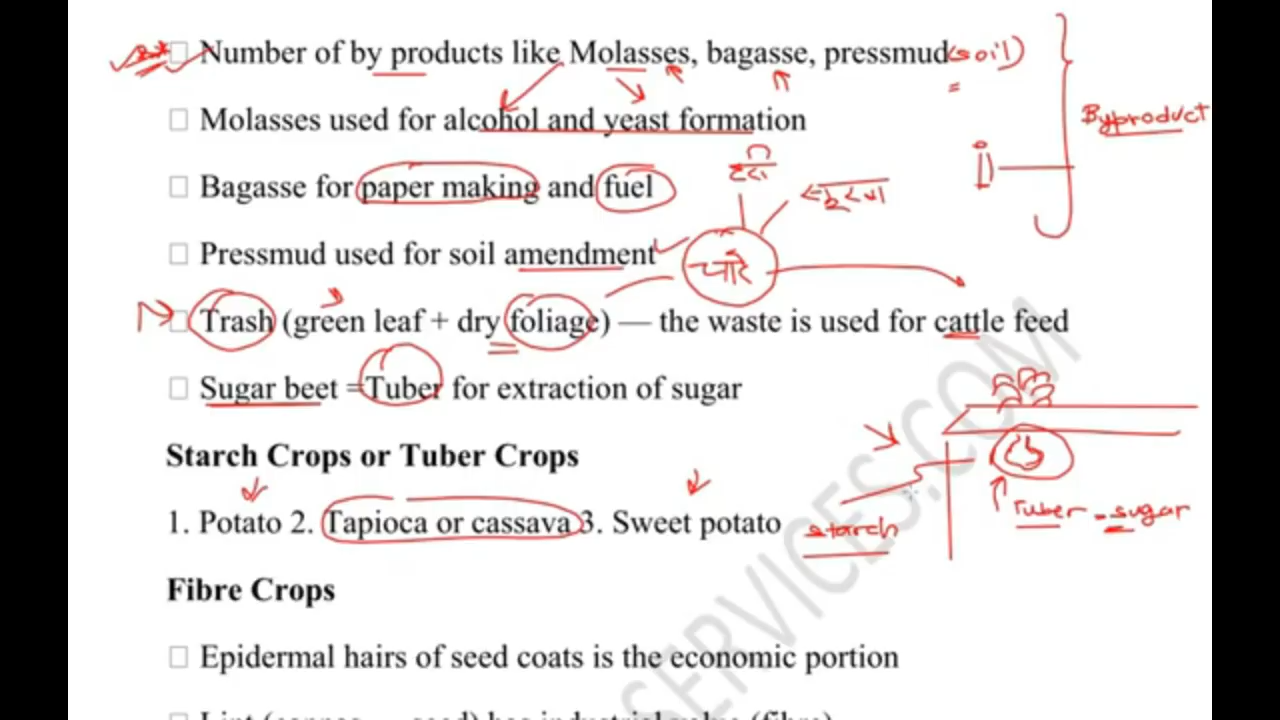 Number of by products like Molasses, bagasse, pressmud (soil)
Byproduct
Molasses used for alcohol and yeast formation
Bagasse for paper making and fuel
Pressmud used for soil amendment
चारे
Trash (green leaf + dry foliage) — the waste is used for cattle feed
Sugar beet =Tuber for extraction of sugar
Starch Crops or Tuber Crops
1. Potato 2. Tapioca or cassava 3. Sweet potato
starch
Tuber - sugar
Fibre Crops
Epidermal hairs of seed coats is the economic portion
SERVICES.COM